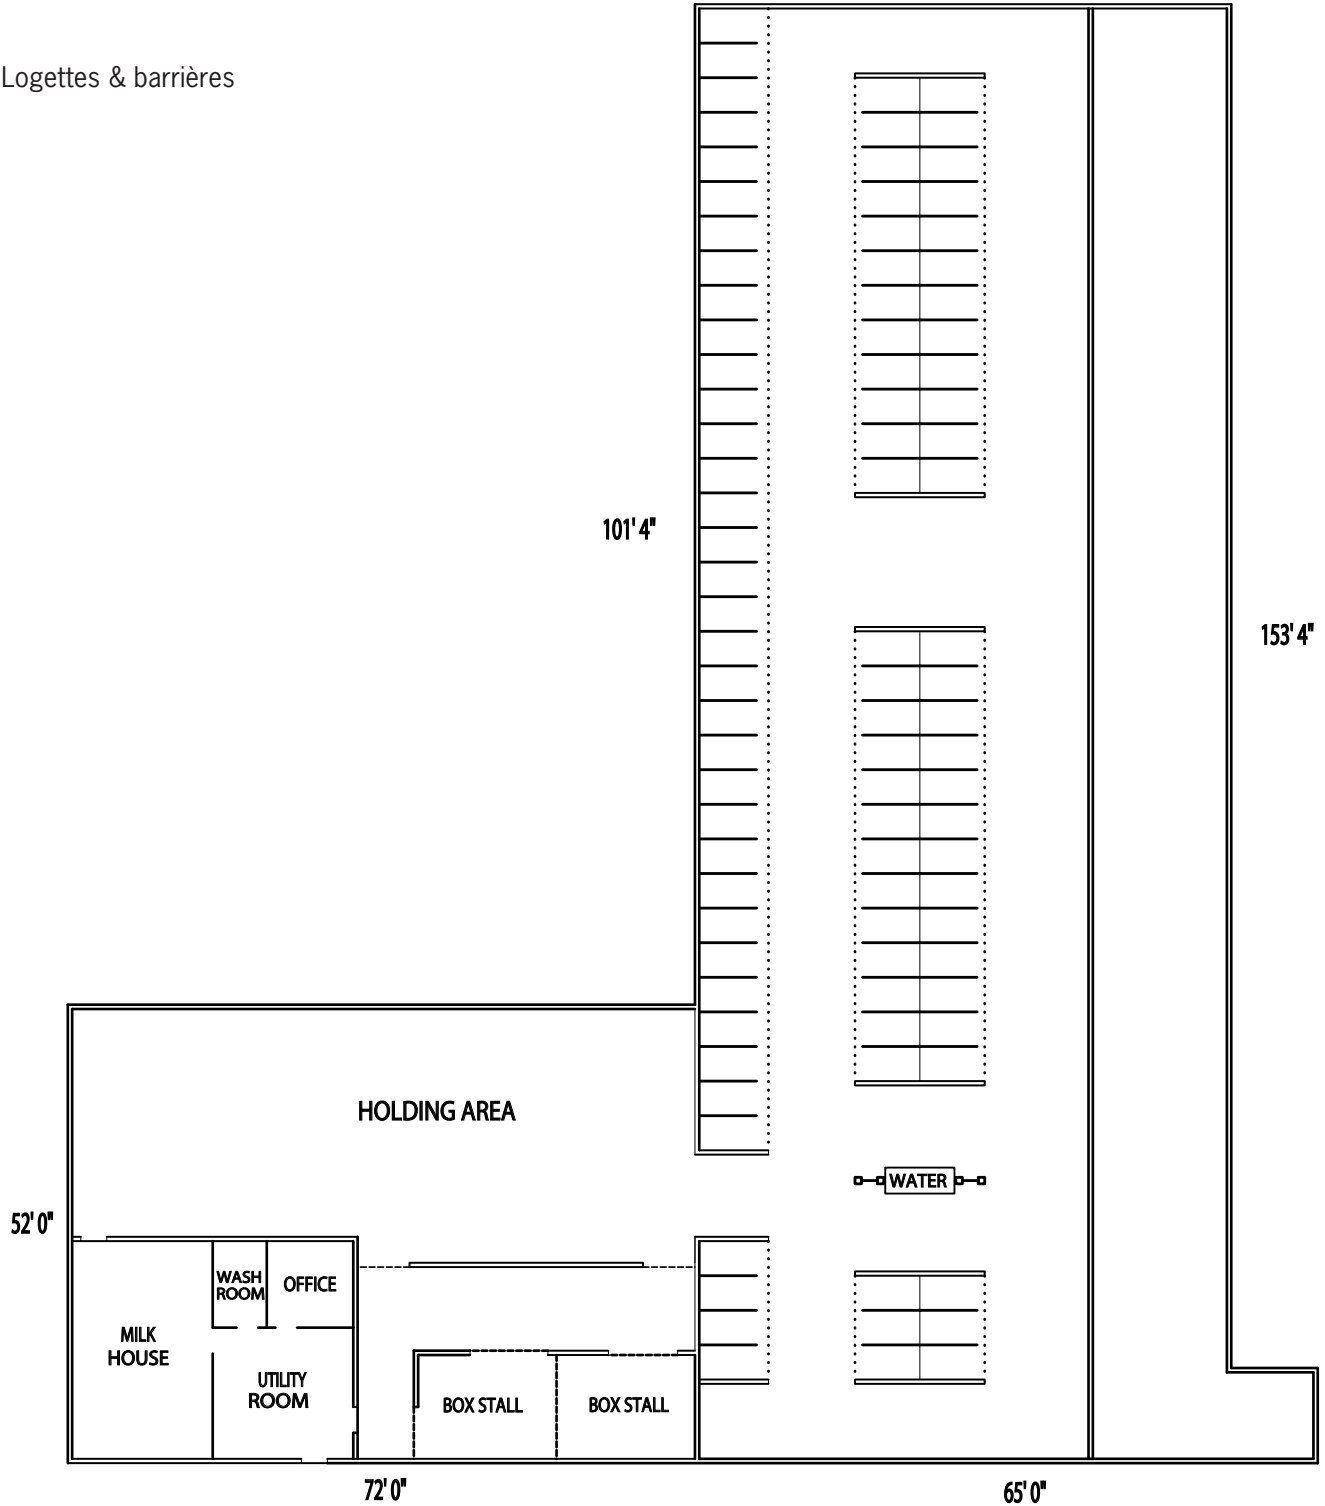 Logettes & barrières
101' 4"
153' 4"
HOLDING AREA
WATER
52' 0"
WASH
ROOM
OFFICE
MILK
HOUSE
UTILITY
ROOM
BOX STALL
BOX STALL
72' 0"
65' 0"